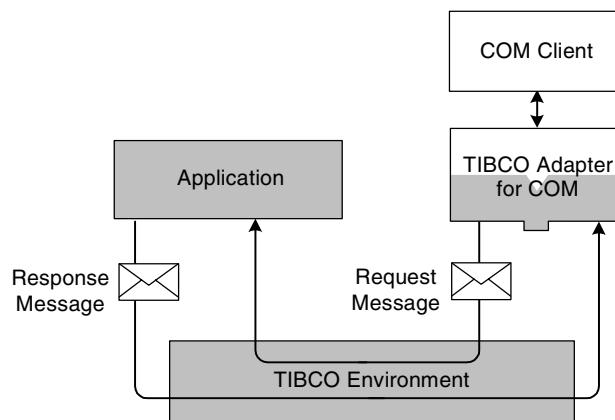 COM Client
TIBCO Adapter
for COM
Application
Response
Message
Request
Message
TIBCO Environment